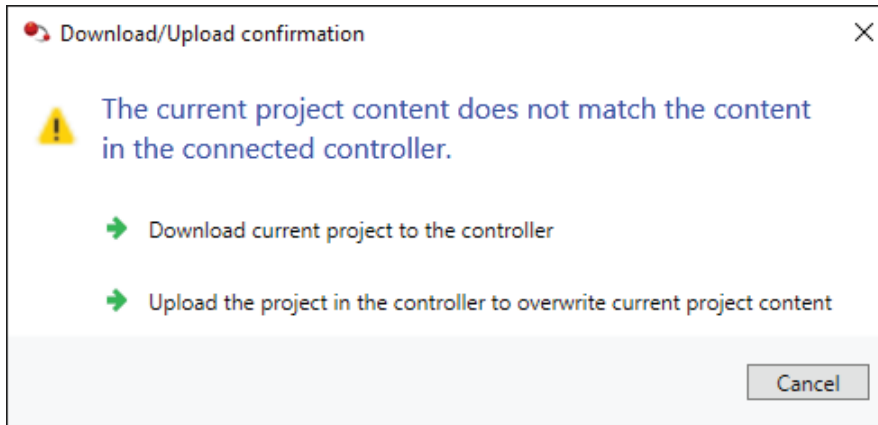 Download/Upload confirmation
The current project content does not match the content
in the connected controller.
Download current project to the controller
Upload the project in the controller to overwrite current project content
Cancel